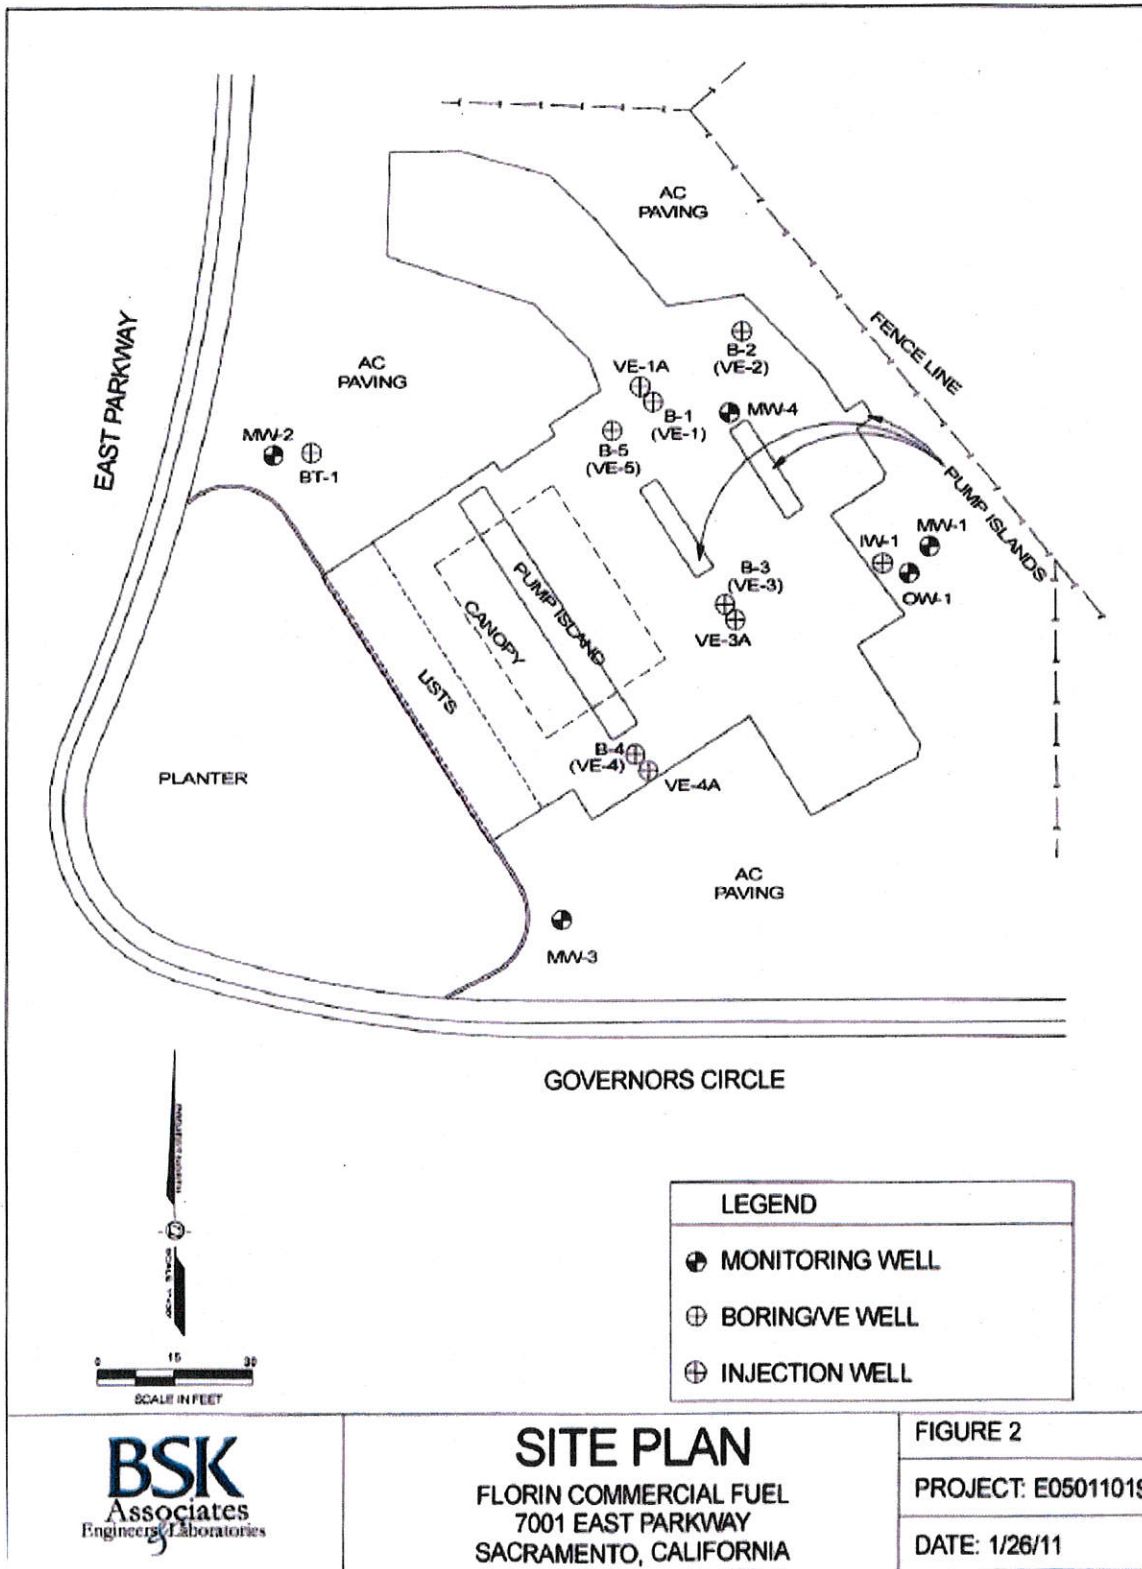 AC
PAVING
EAST PARKWAY
FENCE LINE
AC
PAVING
B-2
(VE-2)
VE-1A
B-1
(VE-1)
MW-4
B-5
(VE-5)
MW-2
BT-1
PUMP ISLANDS
MW-1
IW-1
OW-1
B-3
(VE-3)
VE-3A
PUMP ISLAND
CANOPY
USTS
B-4
(VE-4)
VE-4A
PLANTER
AC
PAVING
MW-3
GOVERNORS CIRCLE
0 15 30
SCALE IN FEET
LEGEND
MONITORING WELL
BORING/VE WELL
INJECTION WELL
BSK
Associates
Engineers & Laboratories
SITE PLAN
FLORIN COMMERCIAL FUEL
7001 EAST PARKWAY
SACRAMENTO, CALIFORNIA
FIGURE 2
PROJECT: E05011019
DATE: 1/26/11